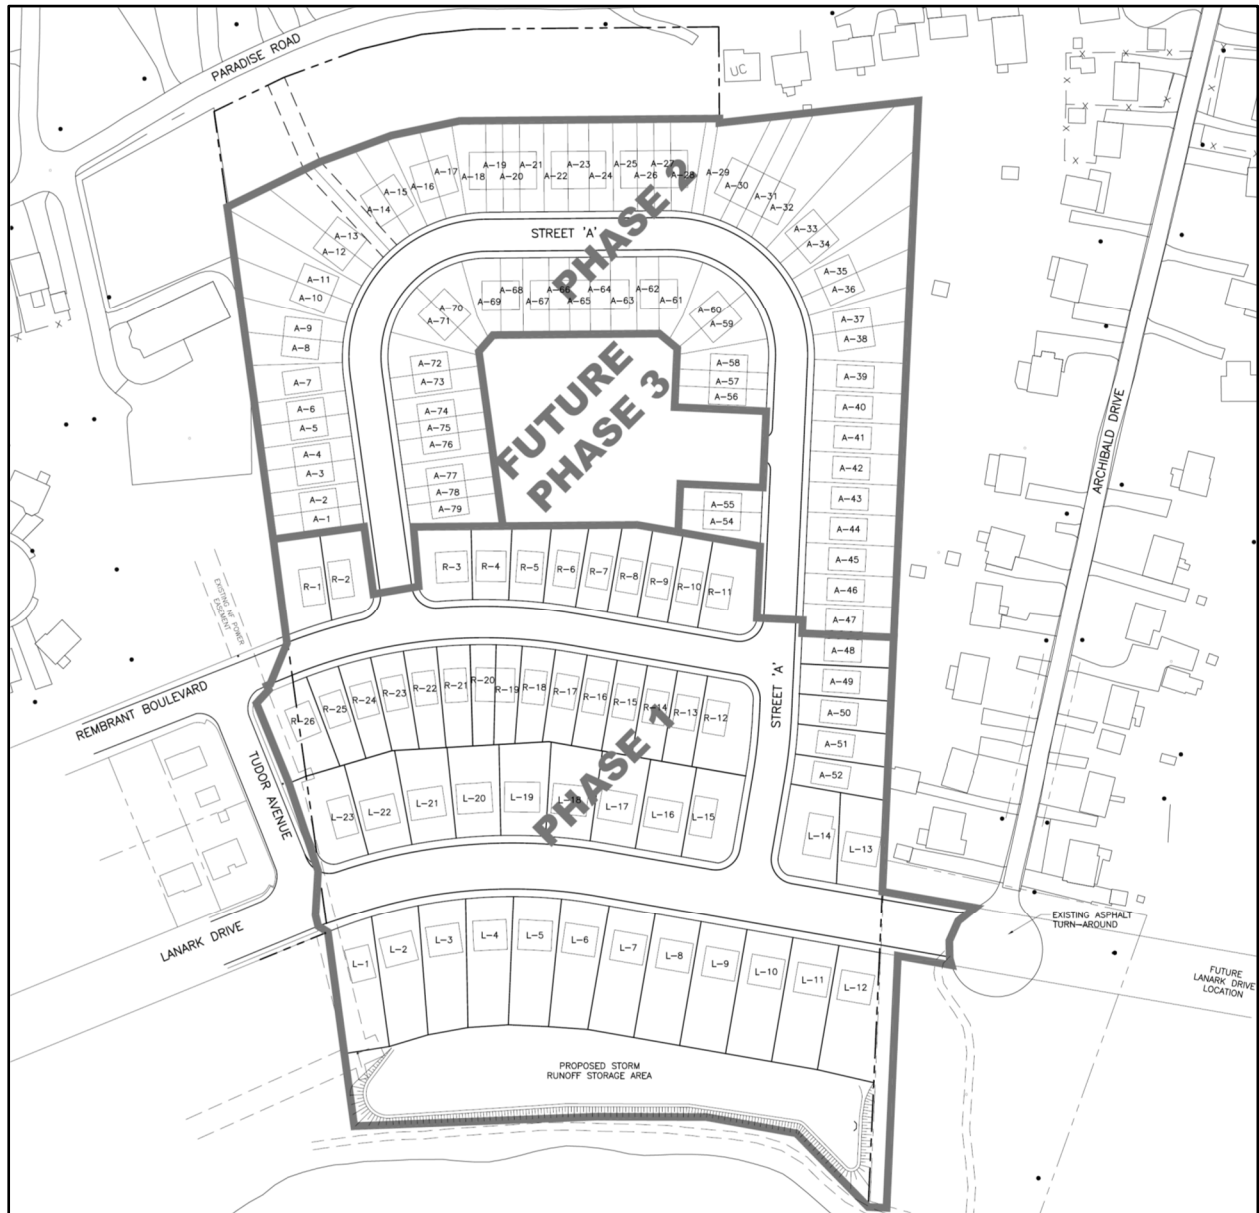 PARADISE ROAD
UC
A-17
A-16
A-15
A-14
A-13
A-12
A-11
A-10
A-9
A-8
A-7
A-6
A-5
A-4
A-3
A-2
A-1
A-18
A-19
A-20
A-21
A-22
A-23
A-24
A-25
A-26
A-27
A-28
A-29
A-30
A-31
A-32
A-33
A-34
A-35
A-36
A-37
A-38
A-39
A-40
A-41
A-42
A-43
A-44
A-45
A-46
A-47
A-48
A-49
A-50
A-51
A-52
STREET 'A'
PHASE 2
A-72
A-73
A-74
A-75
A-76
A-77
A-78
A-79
A-71
A-70
A-69
A-68
A-67
A-66
A-65
A-64
A-63
A-62
A-61
A-60
A-59
A-58
A-57
A-56
A-55
A-54
FUTURE
PHASE 3
ARCHIBALD DRIVE
EXISTING NF POWER
EASEMENT
R-1
R-2
R-3
R-4
R-5
R-6
R-7
R-8
R-9
R-10
R-11
REMBRANT BOULEVARD
TUDOR AVENUE
R-26
R-25
R-24
R-23
R-22
R-21
R-20
R-19
R-18
R-17
R-16
R-15
R-14
R-13
R-12
STREET 'A'
PHASE 1
L-23
L-22
L-21
L-20
L-19
L-18
L-17
L-16
L-15
L-14
L-13
LANARK DRIVE
L-1
L-2
L-3
L-4
L-5
L-6
L-7
L-8
L-9
L-10
L-11
L-12
EXISTING ASPHALT
TURN-AROUND
FUTURE
LANARK DRIVE
LOCATION
PROPOSED STORM
RUNOFF STORAGE AREA